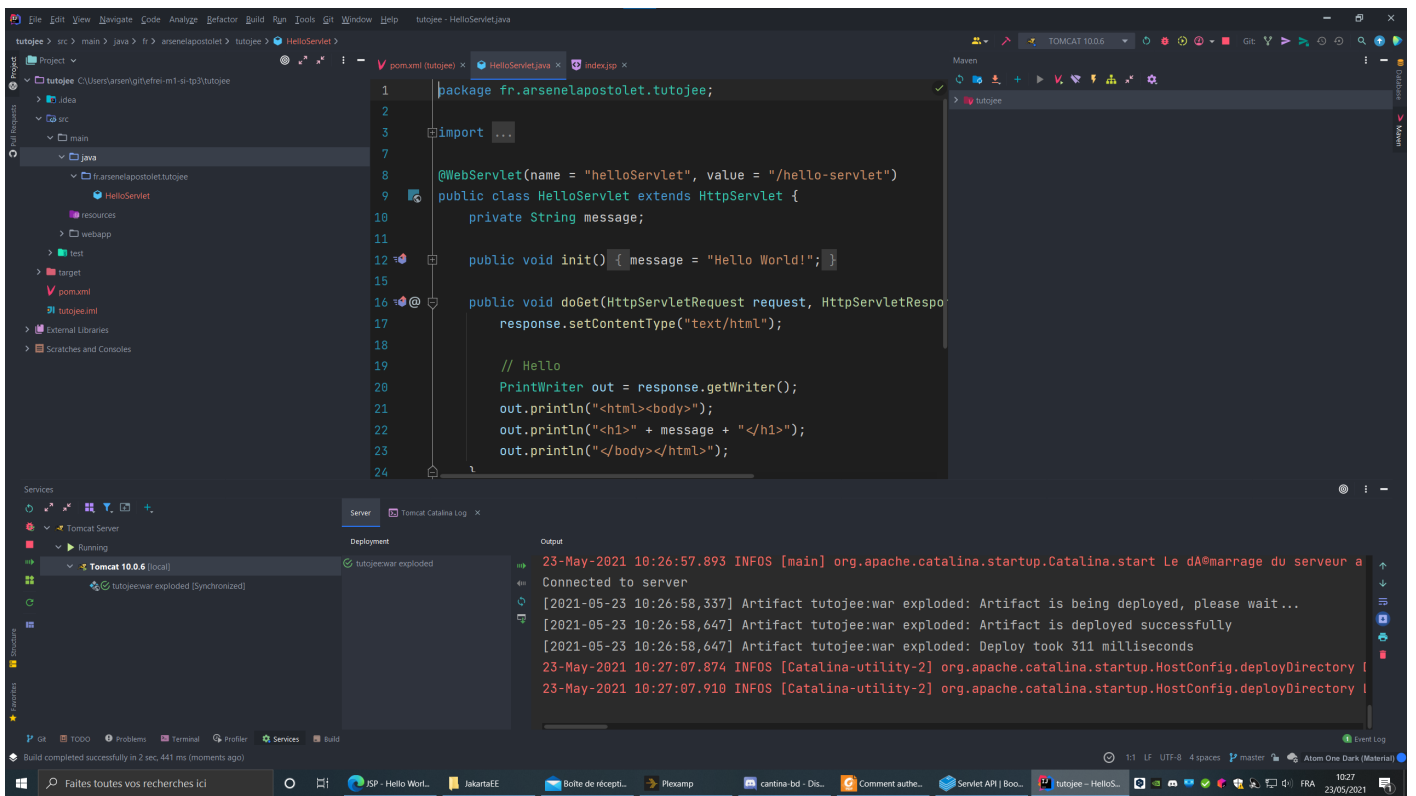 File Edit View Navigate Code Analyze Refactor Build Run Tools Git Window Help tutojee - HelloServlet.java
tutojee > src > main > java > fr > arsenelapostolet > tutojee > HelloServlet >
TOMCAT 10.0.6
Git:
Project
pom.xml (tutojee) × HelloServlet.java × index.jsp ×
Maven
tutojee C:\Users\arsen\git\efrei-m1-si-tp3\tutojee
.idea
src
main
java
fr.arsenelapostolet.tutojee
HelloServlet
resources
webapp
test
target
pom.xml
tutojee.iml
External Libraries
Scratches and Consoles
Project
Pull Requests
Structure
Favorites
1 package fr.arsenelapostolet.tutojee;
2
3 import ...
7
8 @WebServlet(name = "helloServlet", value = "/hello-servlet")
9 public class HelloServlet extends HttpServlet {
10 private String message;
11
12 public void init() { message = "Hello World!"; }
15
16 @ public void doGet(HttpServletRequest request, HttpServletRespo
17 response.setContentType("text/html");
18
19 // Hello
20 PrintWriter out = response.getWriter();
21 out.println("<html><body>");
22 out.println("<h1>" + message + "</h1>");
23 out.println("</body></html>");
24 }
tutojee
Database
Maven
Services
Tomcat Server
Running
Tomcat 10.0.6 [local]
tutojee:war exploded [Synchronized]
Server Tomcat Catalina Log ×
Deployment
tutojee:war exploded
Output
23-May-2021 10:26:57.893 INFOS [main] org.apache.catalina.startup.Catalina.start Le dÃ©marrage du serveur a
Connected to server
[2021-05-23 10:26:58,337] Artifact tutojee:war exploded: Artifact is being deployed, please wait...
[2021-05-23 10:26:58,647] Artifact tutojee:war exploded: Artifact is deployed successfully
[2021-05-23 10:26:58,647] Artifact tutojee:war exploded: Deploy took 311 milliseconds
23-May-2021 10:27:07.874 INFOS [Catalina-utility-2] org.apache.catalina.startup.HostConfig.deployDirectory
23-May-2021 10:27:07.910 INFOS [Catalina-utility-2] org.apache.catalina.startup.HostConfig.deployDirectory
Git TODO Problems Terminal Profiler Services Build
1 Event Log
Build completed successfully in 2 sec, 441 ms (moments ago)
1:1 LF UTF-8 4 spaces master Atom One Dark (Material)
Faites toutes vos recherches ici
JSP - Hello Worl... JakartaEE Boîte de récepti... Plexamp cantina-bd - Dis... Comment authe... Servlet API | Boo... tutojee – HelloS...
FRA
10:27
23/05/2021